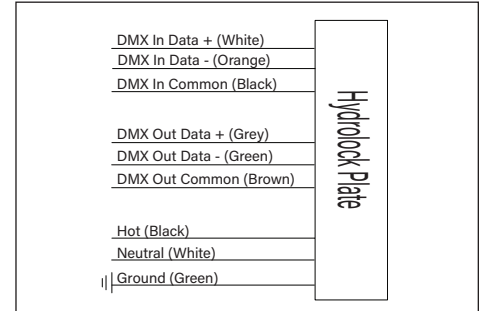 DMX In Data + (White)
DMX In Data - (Orange)
DMX In Common (Black)
DMX Out Data + (Grey)
DMX Out Data - (Green)
DMX Out Common (Brown)
Hot (Black)
Neutral (White)
Ground (Green)
Hydrolock Plate